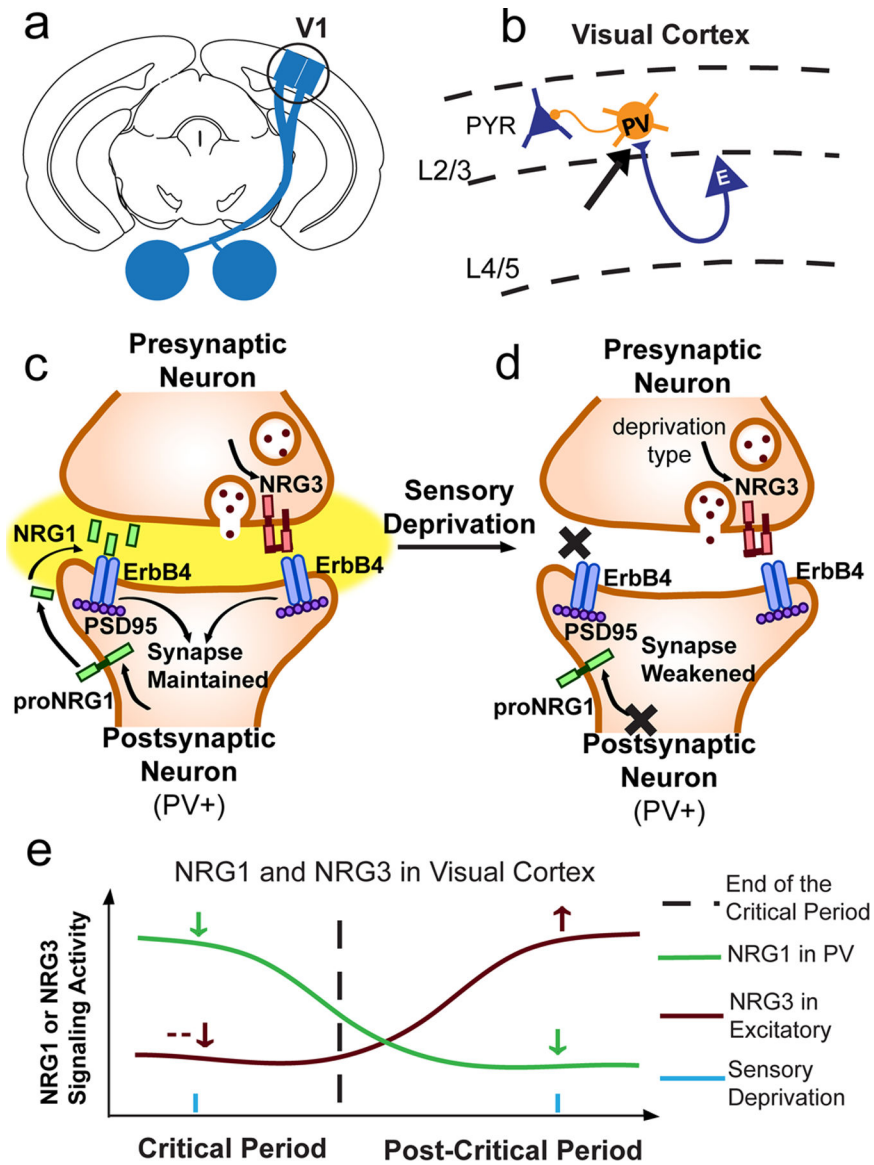 a
V1
b
Visual Cortex
PYR
PV
L2/3
E
L4/5
c
Presynaptic
Neuron
NRG3
NRG1
ErbB4
ErbB4
PSD95
Synapse
Maintained
proNRG1
Postsynaptic
Neuron
(PV+)
Sensory
Deprivation
d
Presynaptic
Neuron
deprivation
type
NRG3
ErbB4
ErbB4
PSD95
Synapse
Weakened
proNRG1
Postsynaptic
Neuron
(PV+)
e
NRG1 and NRG3 in Visual Cortex
NRG1 or NRG3
Signaling Activity
Critical Period
Post-Critical Period
End of the
Critical Period
NRG1 in PV
NRG3 in
Excitatory
Sensory
Deprivation